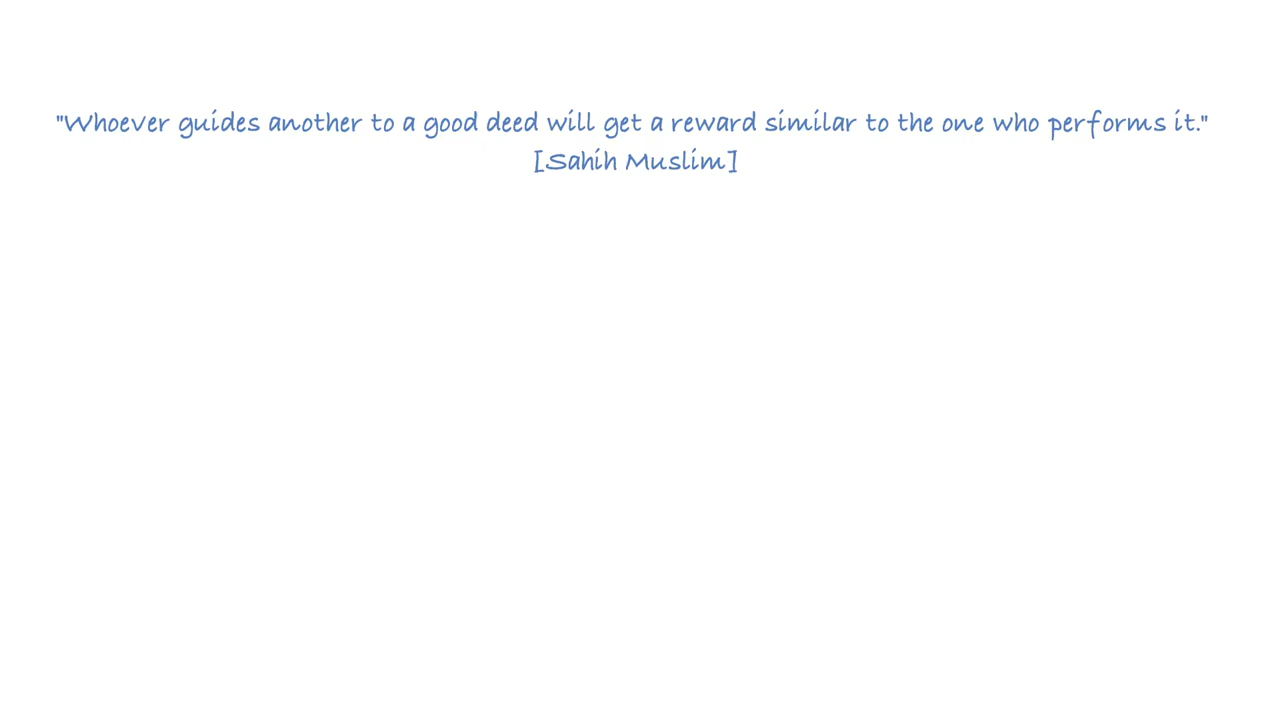 "Whoever guides another to a good deed will get a reward similar to the one who performs it."
[Sahih Muslim]